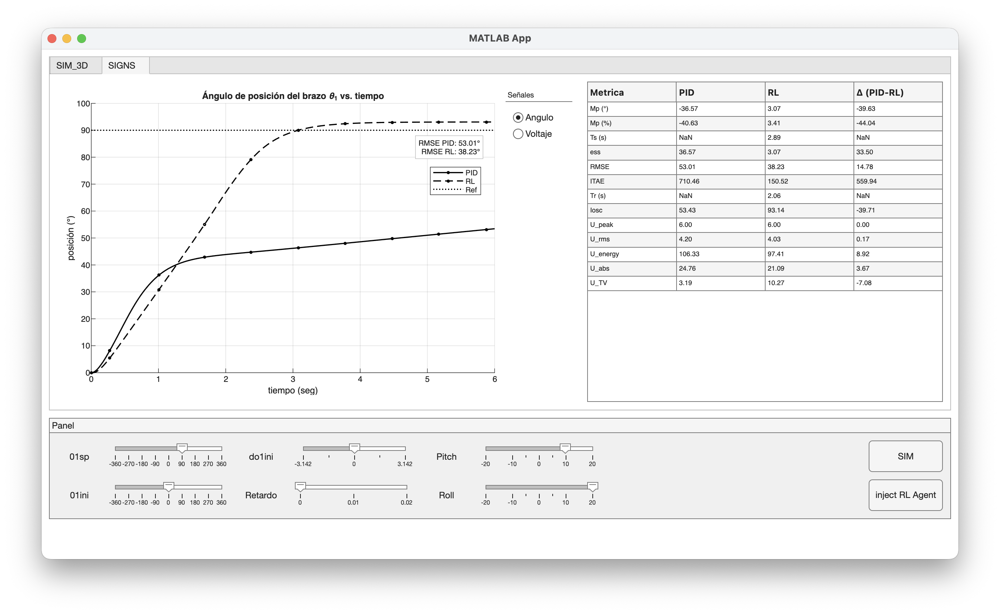 MATLAB App
SIM_3D SIGNS
Ángulo de posición del brazo θ₁ vs. tiempo
100
90
80
70
60
50
40
30
20
10
0
posición (°)
0 1 2 3 4 5 6
tiempo (seg)
RMSE PID: 53.01°
RMSE RL: 38.23°
PID
RL
Ref
Señales
Angulo
Voltaje
Metrica PID RL Δ (PID-RL)
Mp (°) -36.57 3.07 -39.63
Mp (%) -40.63 3.41 -44.04
Ts (s) NaN 2.89 NaN
ess 36.57 3.07 33.50
RMSE 53.01 38.23 14.78
ITAE 710.46 150.52 559.94
Tr (s) NaN 2.06 NaN
Iosc 53.43 93.14 -39.71
U_peak 6.00 6.00 0.00
U_rms 4.20 4.03 0.17
U_energy 106.33 97.41 8.92
U_abs 24.76 21.09 3.67
U_TV 3.19 10.27 -7.08
Panel
01sp
-360 -270 -180 -90 0 90 180 270 360
do1ini
-3.142 0 3.142
Pitch
-20 -10 0 10 20
SIM
01ini
-360 -270 -180 -90 0 90 180 270 360
Retardo
0 0.01 0.02
Roll
-20 -10 0 10 20
inject RL Agent